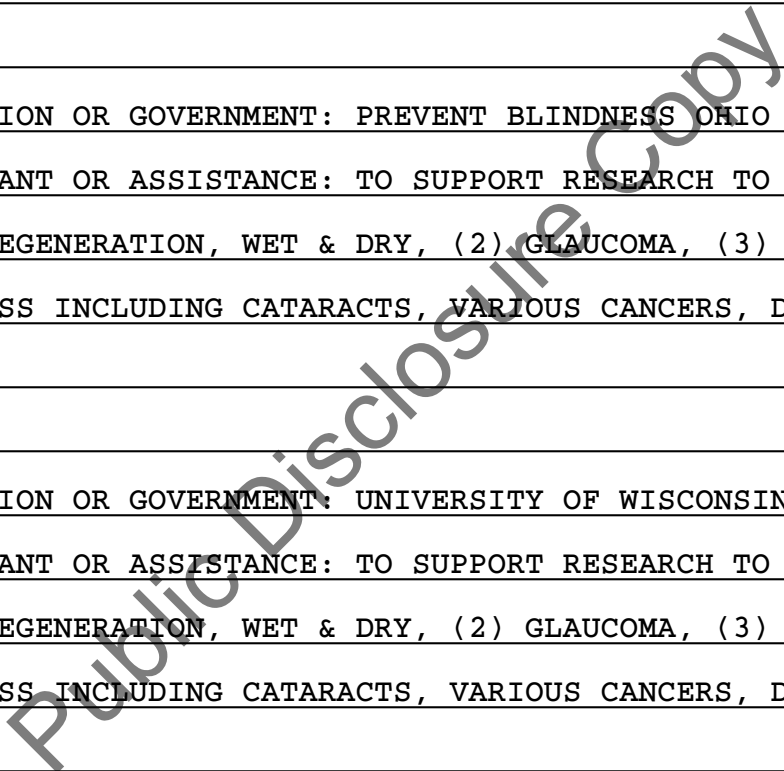 ION OR GOVERNMENT: PREVENT BLINDNESS OHIO
ANT OR ASSISTANCE: TO SUPPORT RESEARCH TO
EGENERATION, WET & DRY, (2) GLAUCOMA, (3)
SS INCLUDING CATARACTS, VARIOUS CANCERS, D
ION OR GOVERNMENT: UNIVERSITY OF WISCONSIN
ANT OR ASSISTANCE: TO SUPPORT RESEARCH TO
EGENERATION, WET & DRY, (2) GLAUCOMA, (3)
SS INCLUDING CATARACTS, VARIOUS CANCERS, D
Public Disclosure Copy